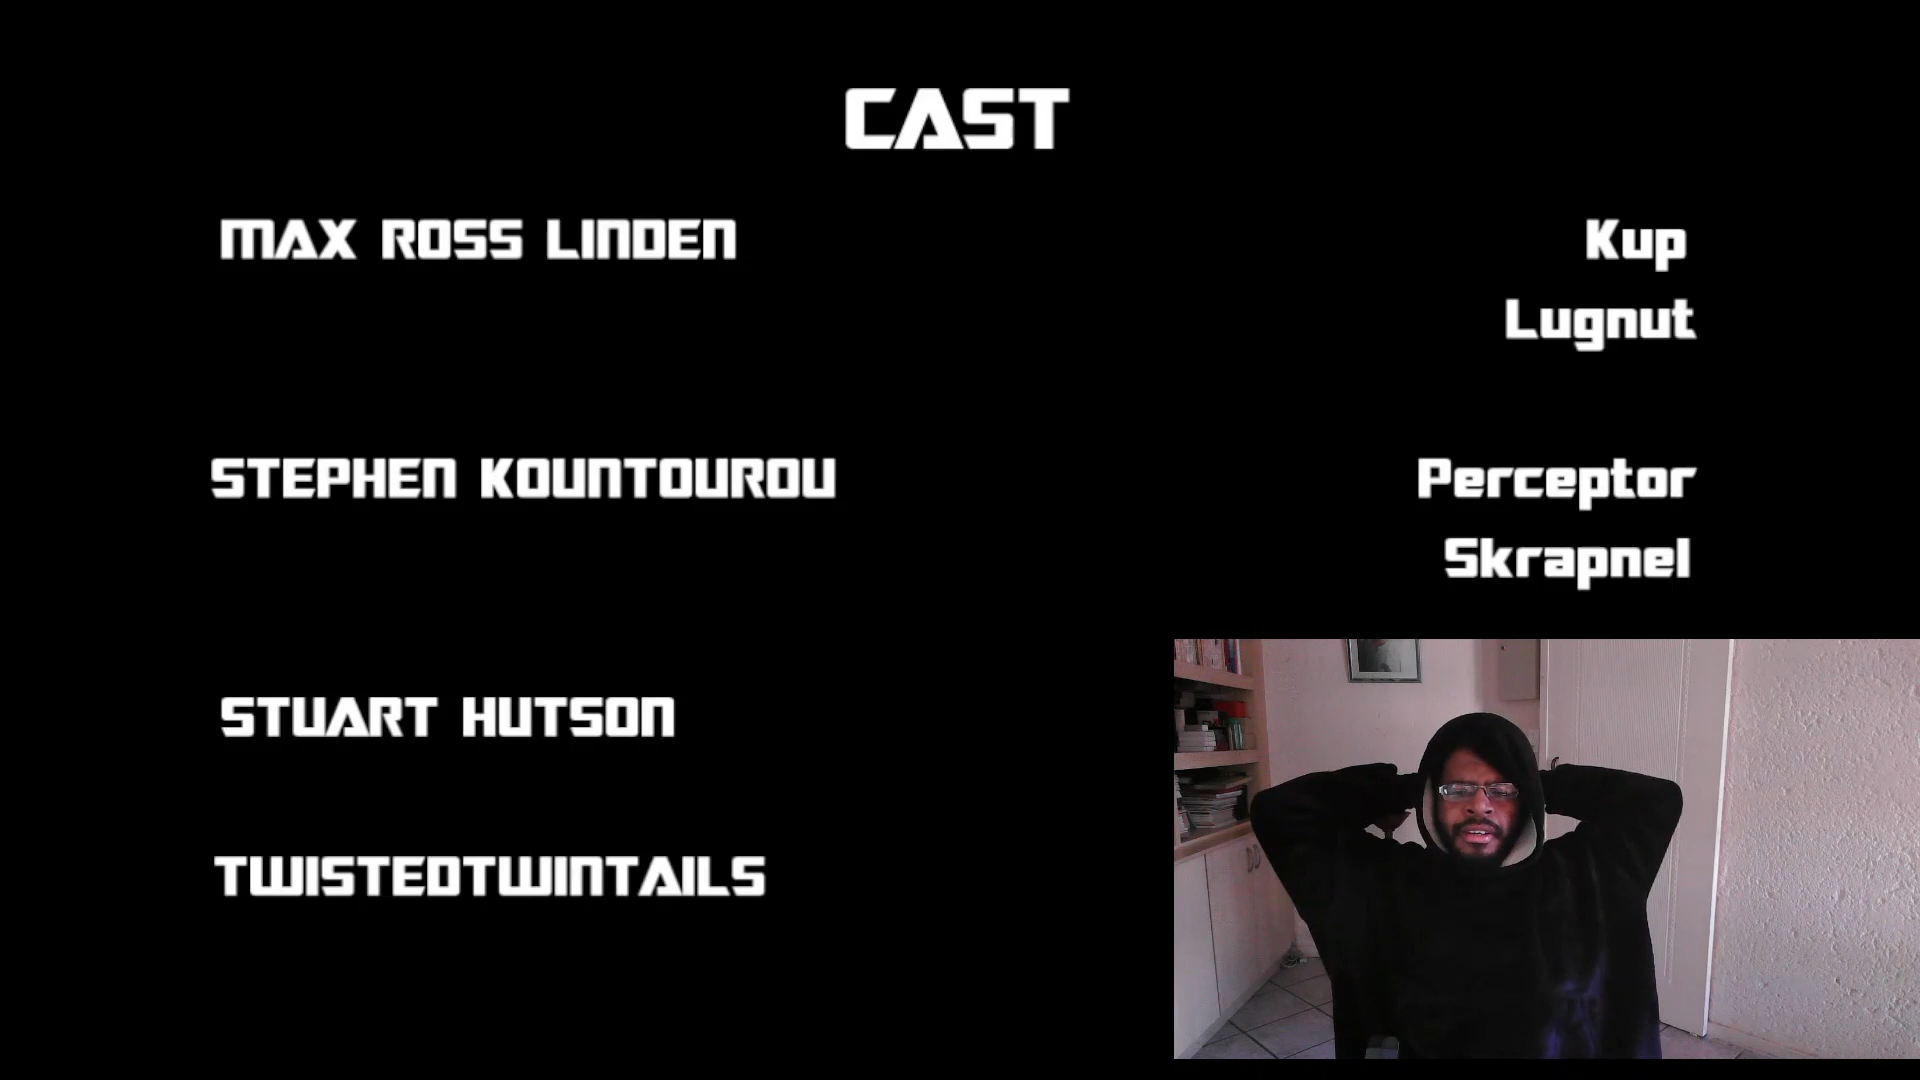 CAST
MAX ROSS LINDEN Kup
Lugnut
STEPHEN KOUNTOUROU Perceptor
Skrapnel
STUART HUTSON
TWISTEDTWINTAILS